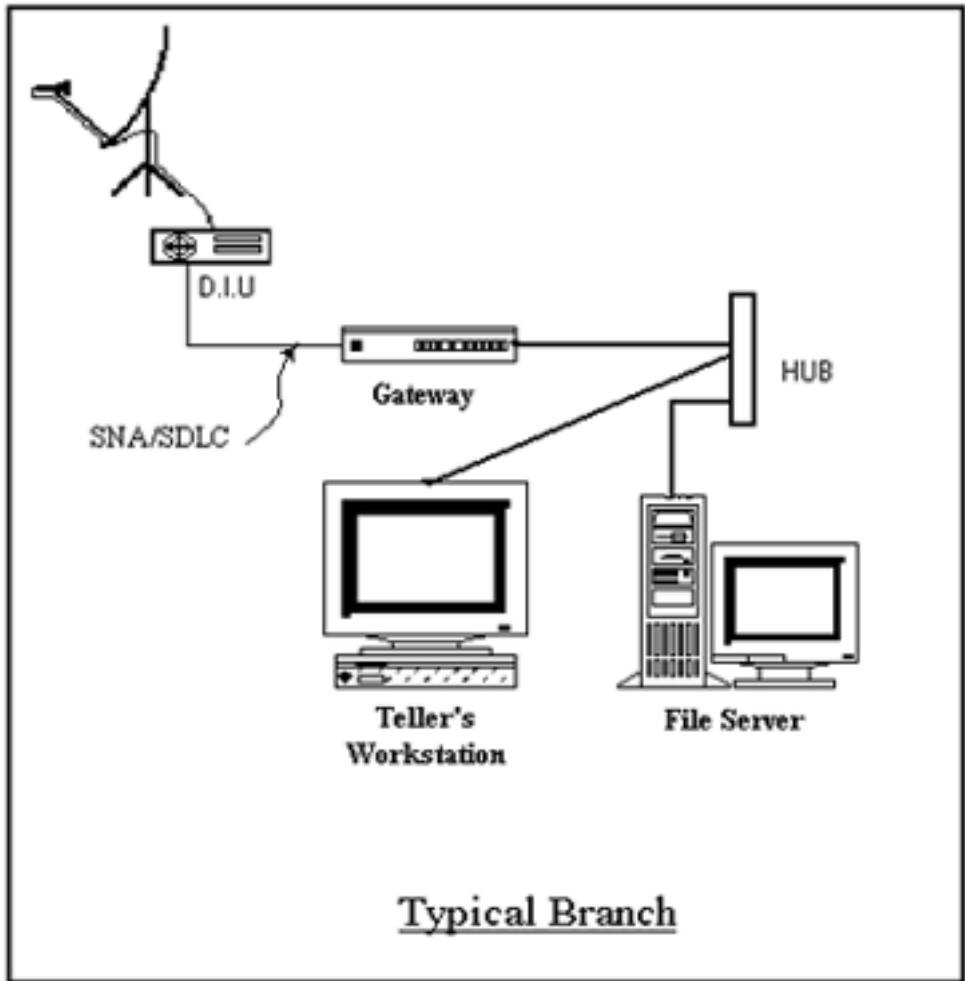 D.I.U
Gateway
HUB
SNA/SDLC
Teller's
Workstation
File Server
Typical Branch